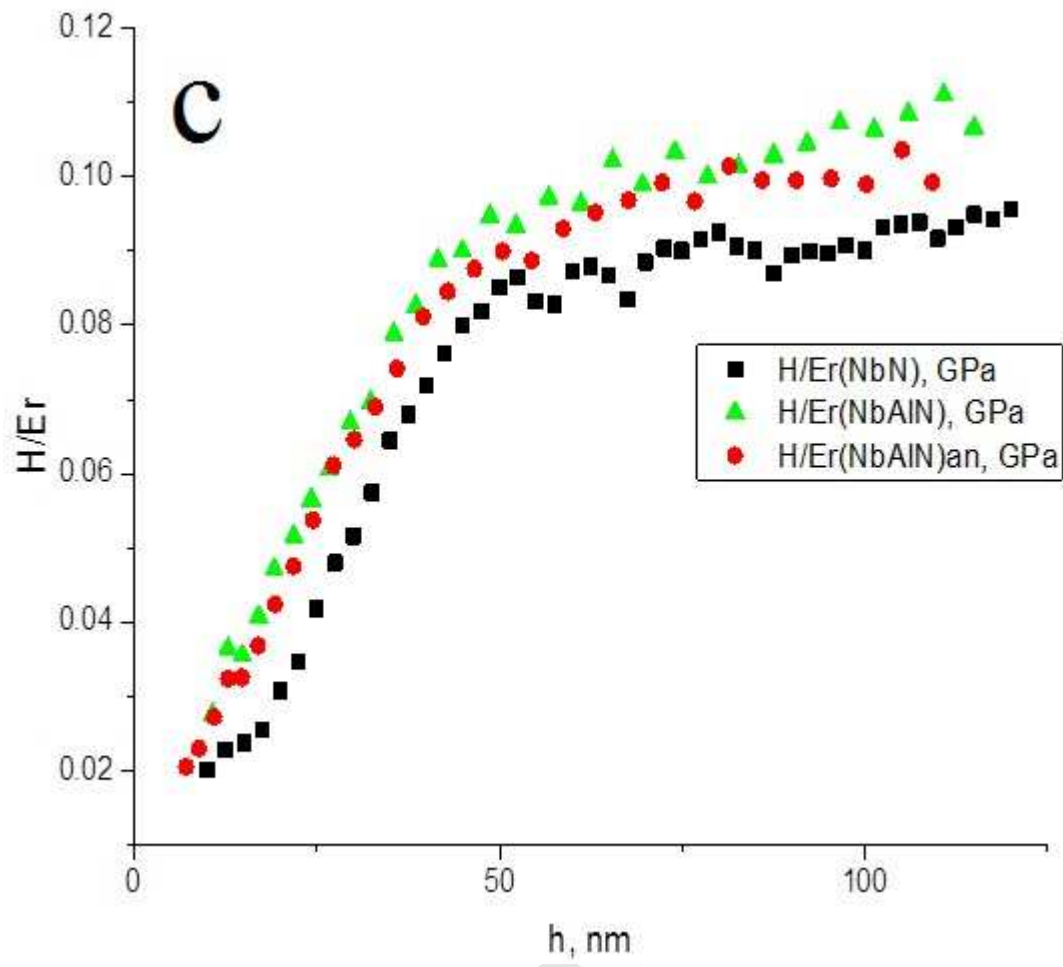 0.12
c
0.10
0.08
0.06
0.04
0.02
H/Er
H/Er(NbN), GPa
H/Er(NbAlN), GPa
H/Er(NbAlN)an, GPa
0
50
100
h, nm